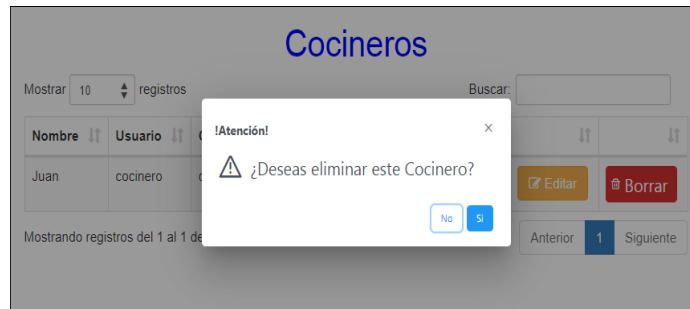 Cocineros
Mostrar 10 registros Buscar:
!Atención! ×
Nombre Usuario
¿Deseas eliminar este Cocinero?
Juan cocinero Editar Borrar
No Si
Mostrando registros del 1 al 1 Anterior 1 Siguiente